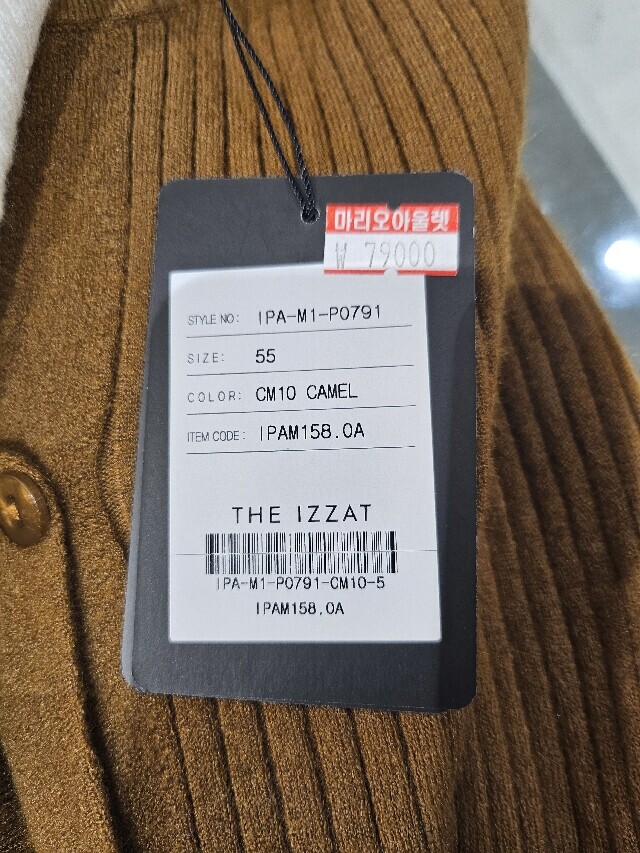 마리오아울렛
₩ 79000
STYLE NO: IPA-M1-P0791
SIZE: 55
COLOR: CM10 CAMEL
ITEM CODE: IPAM158.0A
THE IZZAT
IPA-M1-P0791-CM10-5
IPAM158.0A